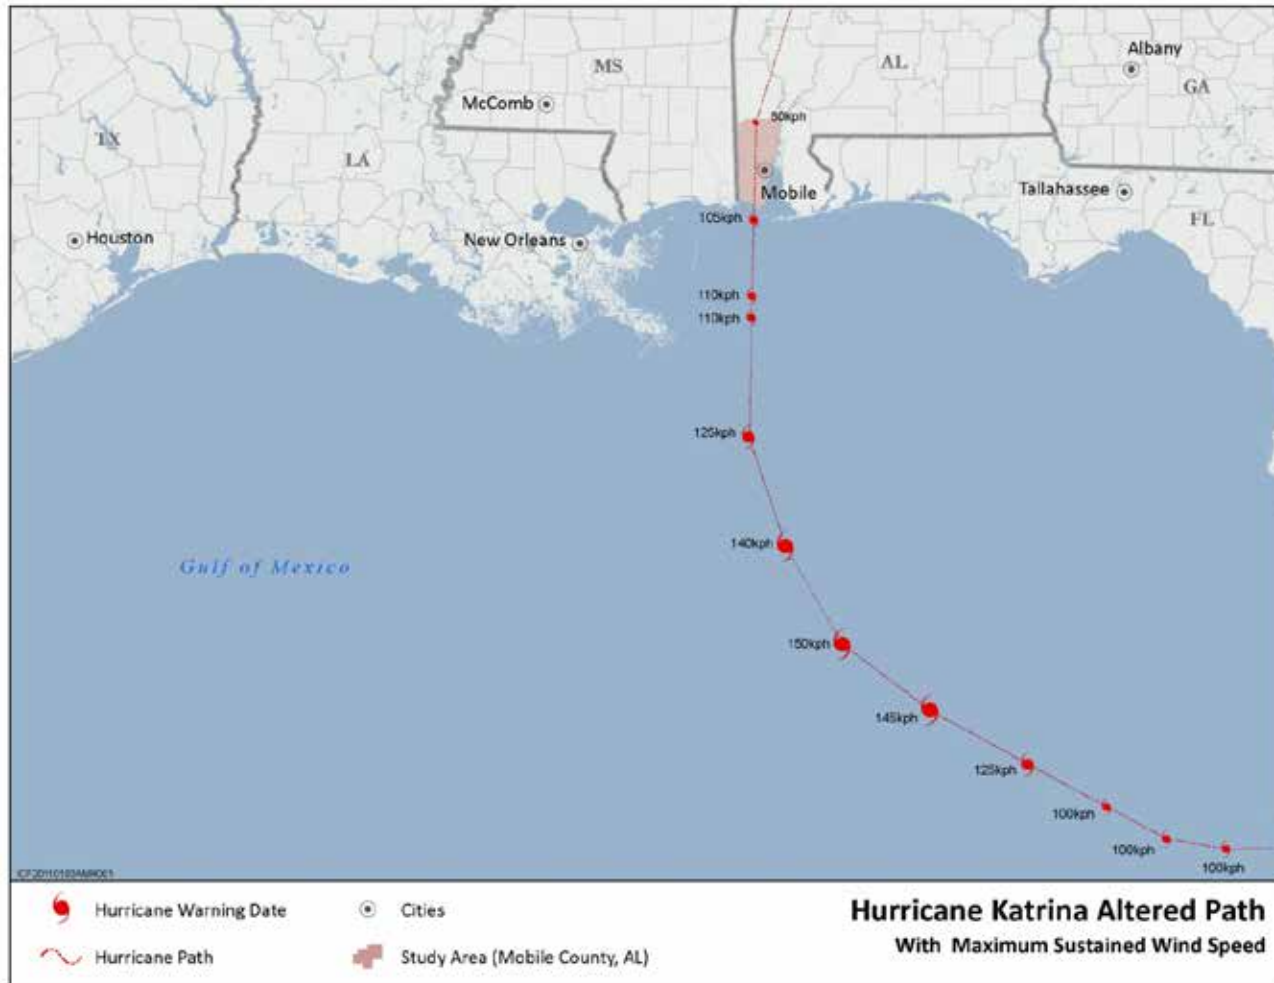 Albany
MS
AL
GA
McComb
50kph
TX
LA
Mobile
Tallahassee
105kph
FL
Houston
New Orleans
110kph
110kph
125kph
140kph
Gulf of Mexico
150kph
145kph
125kph
100kph
100kph
100kph
Hurricane Warning Date
Cities
Hurricane Katrina Altered Path
With Maximum Sustained Wind Speed
Hurricane Path
Study Area (Mobile County, AL)